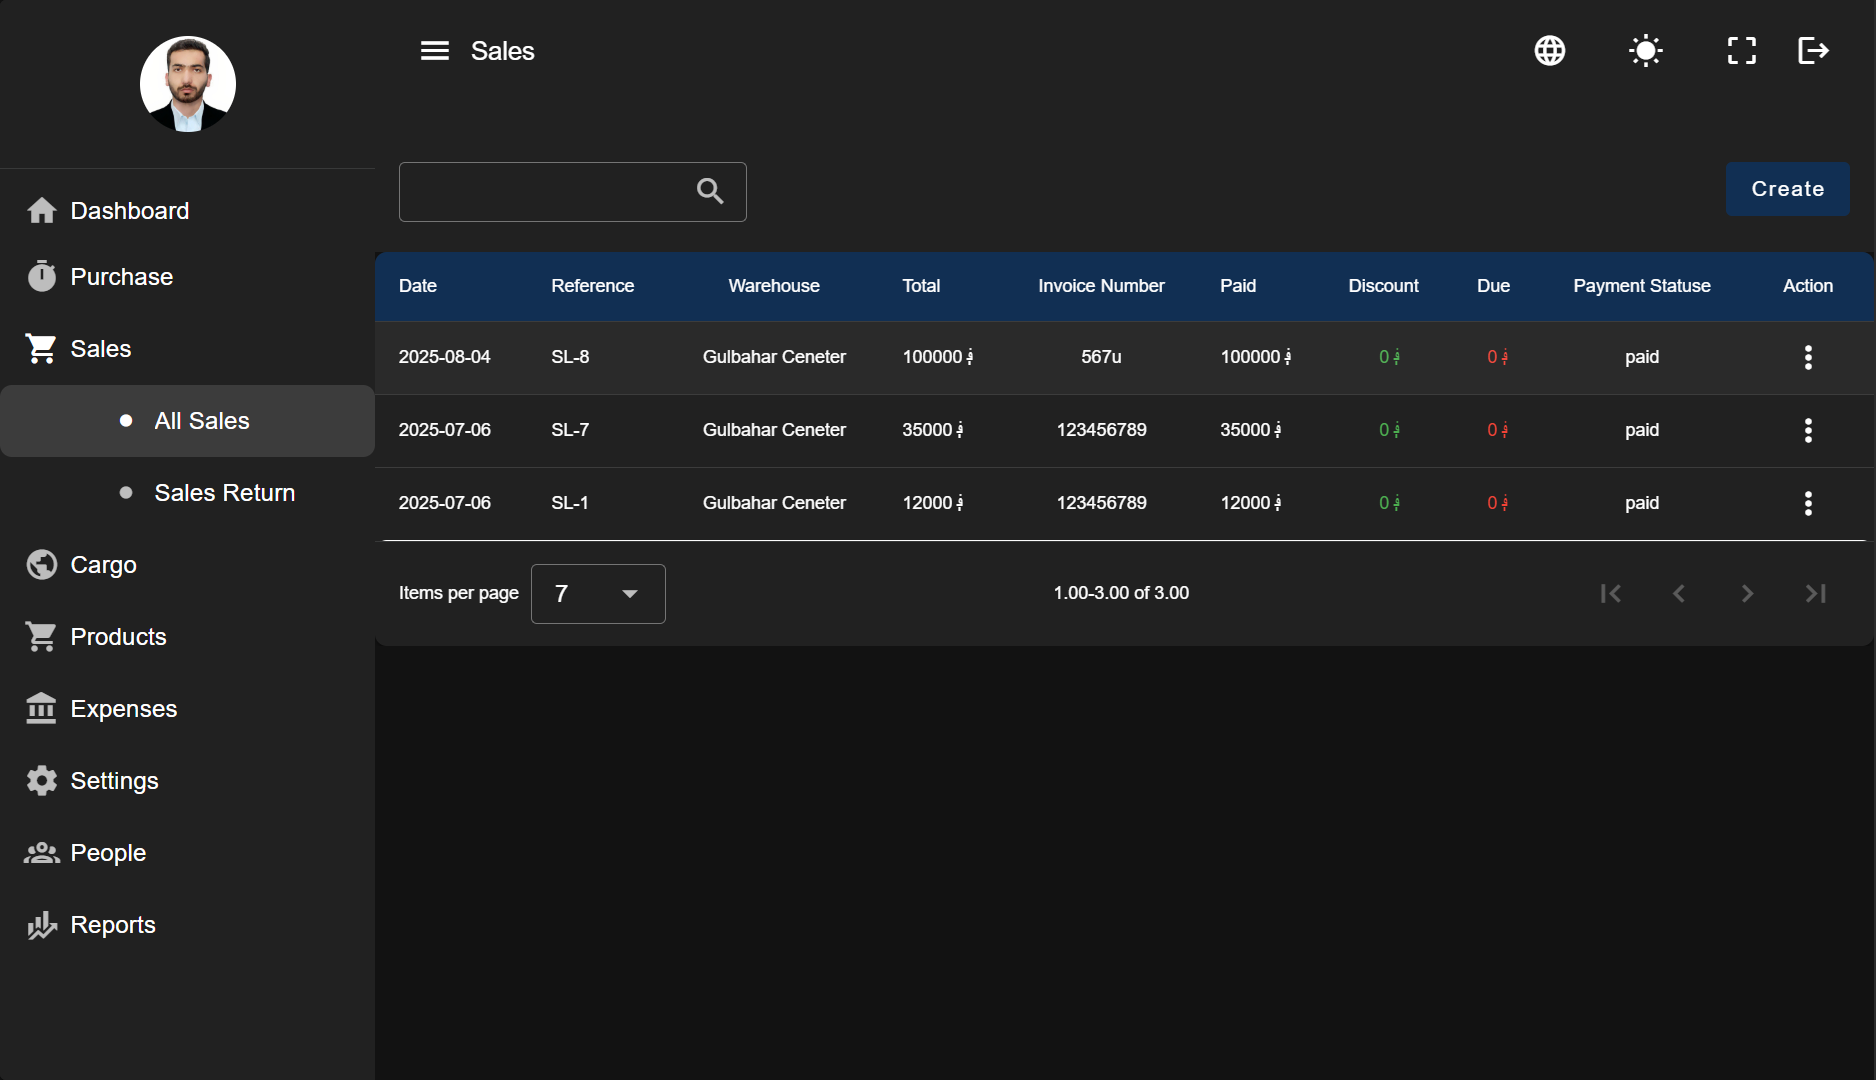 Sales
Dashboard
Purchase
Sales
All Sales
Sales Return
Cargo
Products
Expenses
Settings
People
Reports
Create
Date Reference Warehouse Total Invoice Number Paid Discount Due Payment Statuse Action
2025-08-04 SL-8 Gulbahar Ceneter 100000 ؋ 567u 100000 ؋ 0 ؋ 0 ؋ paid
2025-07-06 SL-7 Gulbahar Ceneter 35000 ؋ 123456789 35000 ؋ 0 ؋ 0 ؋ paid
2025-07-06 SL-1 Gulbahar Ceneter 12000 ؋ 123456789 12000 ؋ 0 ؋ 0 ؋ paid
Items per page 7 1.00-3.00 of 3.00